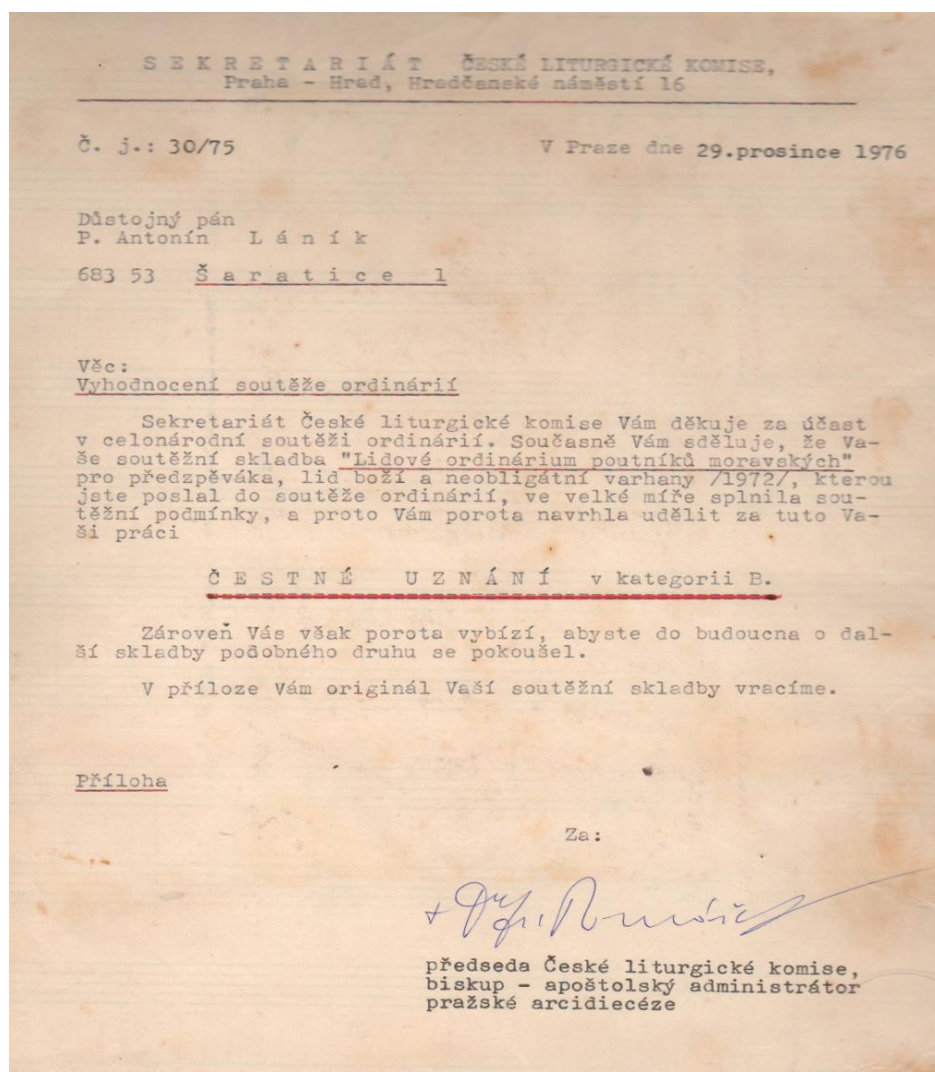 SEKRETARIÁT ČESKÉ LITURGICKÉ KOMISE,
Praha - Hrad, Hradčanské náměstí 16
Č. j.: 30/75 V Praze dne 29.prosince 1976
Důstojný pán
P. Antonín Láník
683 53 Šaratice 1
Věc:
Vyhodnocení soutěže ordinárií
Sekretariát České liturgické komise Vám děkuje za účast
v celonárodní soutěži ordinárií. Současně Vám sděluje, že Va-
še soutěžní skladba "Lidové ordinárium poutníků moravských"
pro předzpěváka, lid boží a neobligátní varhany /1972/, kterou
jste poslal do soutěže ordinárií, ve velké míře splnila sou-
těžní podmínky, a proto Vám porota navrhla udělit za tuto Va-
ši práci
ČESTNÉ UZNÁNÍ v kategorii B.
Zároveň Vás však porota vybízí, abyste do budoucna o dal-
ší skladby podobného druhu se pokoušel.
V příloze Vám originál Vaší soutěžní skladby vracíme.
Příloha
Za:
předseda České liturgické komise,
biskup - apoštolský administrátor
pražské arcidiecéze